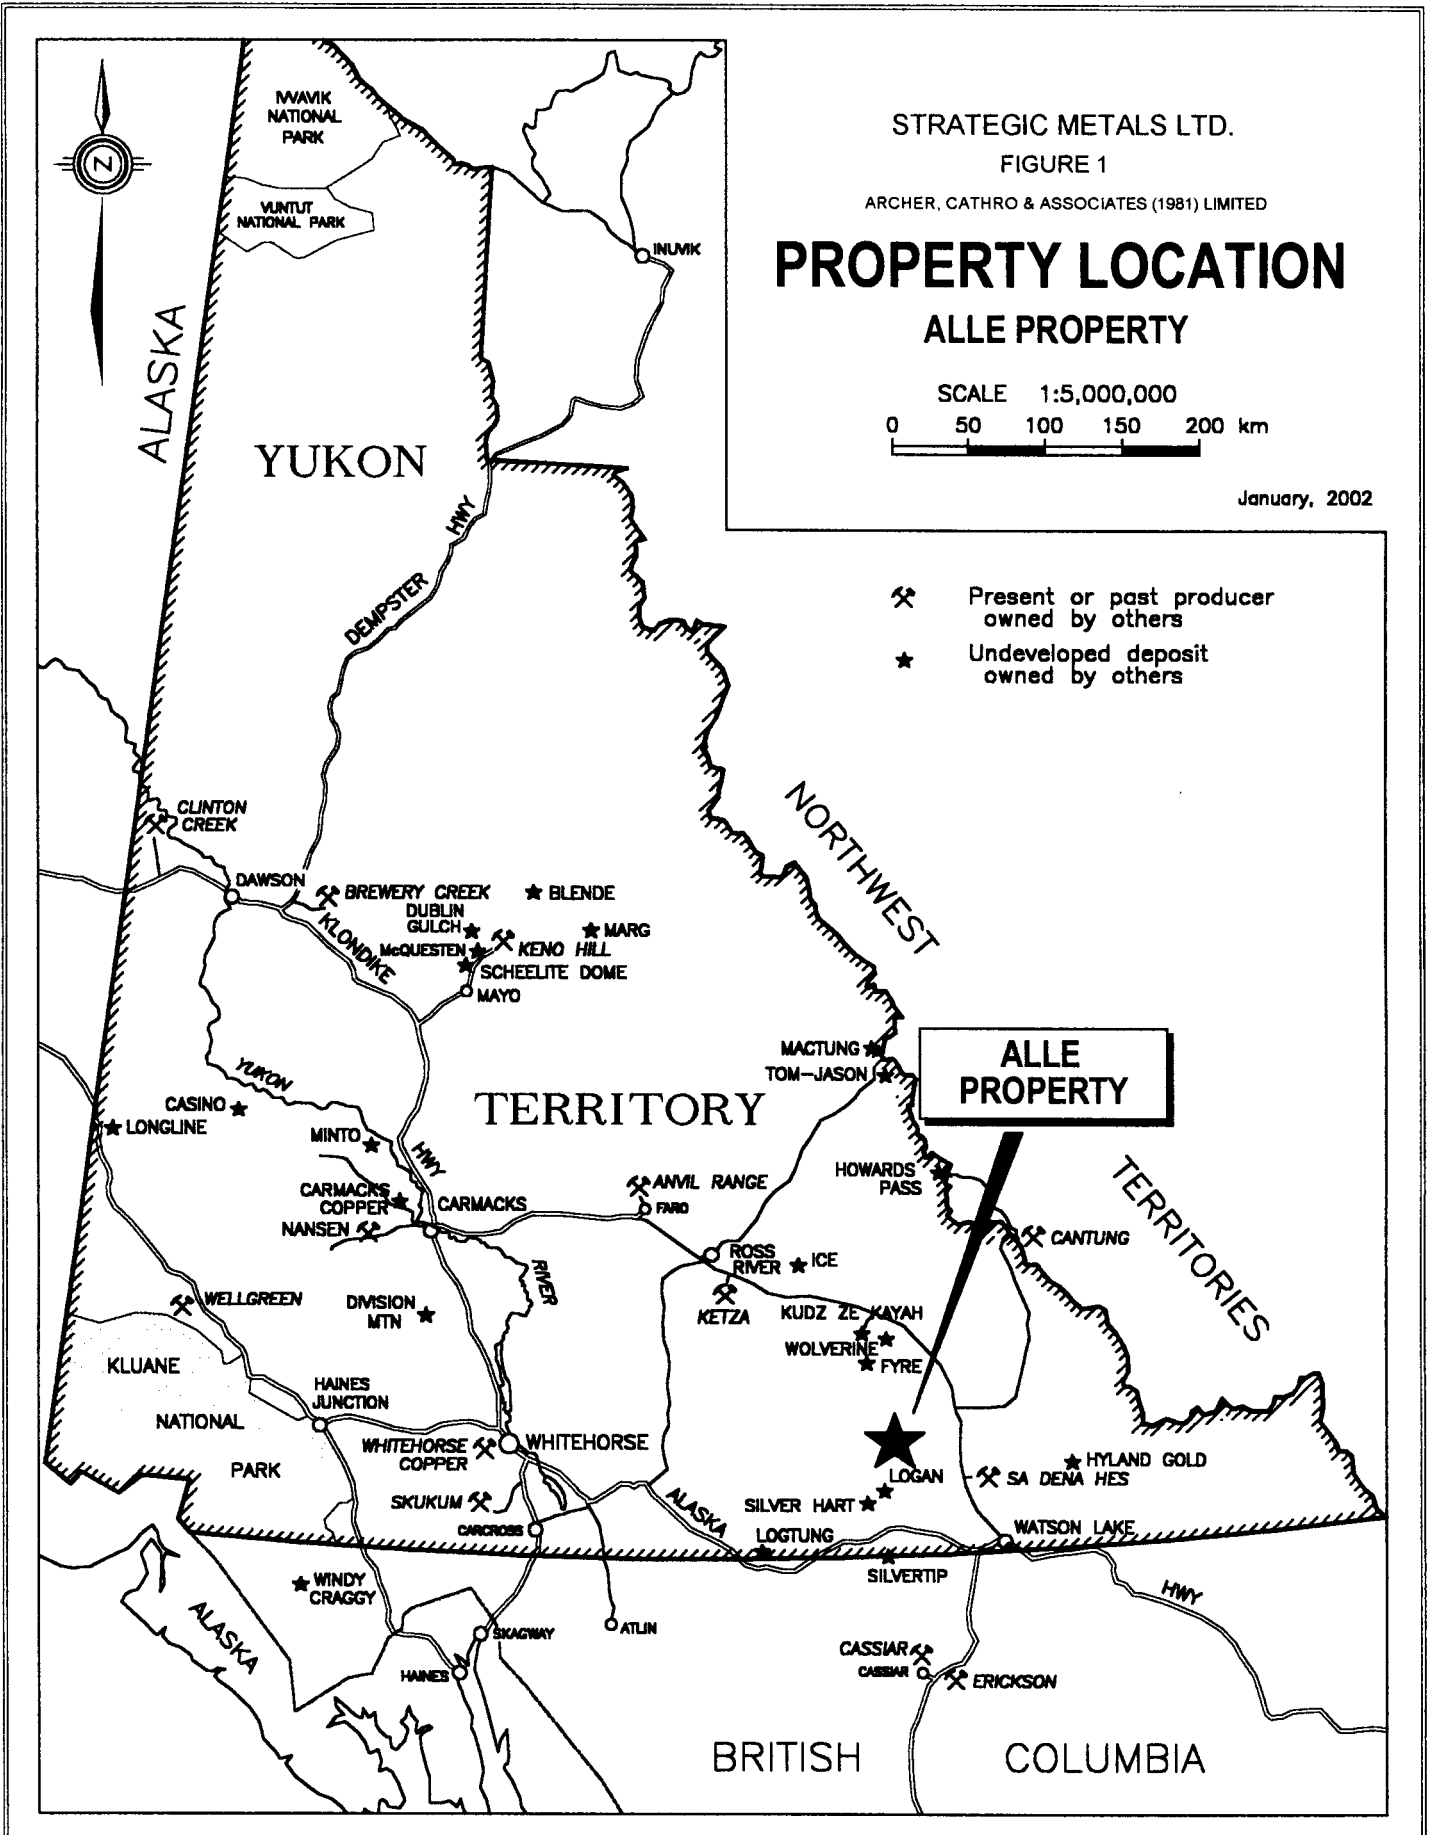 STRATEGIC METALS LTD.
FIGURE 1
ARCHER, CATHRO & ASSOCIATES (1981) LIMITED
PROPERTY LOCATION
ALLE PROPERTY
SCALE 1:5,000,000
0 50 100 150 200 km
January, 2002
Present or past producer
owned by others
Undeveloped deposit
owned by others
N
IVVAVIK
NATIONAL
PARK
VUNTUT
NATIONAL PARK
INUVIK
ALASKA
YUKON
HWY
DEMPSTER
NORTHWEST
CLINTON
CREEK
DAWSON
BREWERY CREEK
BLENDE
DUBLIN
GULCH
MARG
KLONDIKE
McQUESTEN
KENO HILL
SCHEELITE DOME
MAYO
MACTUNG
TOM-JASON
ALLE
PROPERTY
YUKON
CASINO
TERRITORY
LONGLINE
MINTO
HWY
HOWARDS
PASS
TERRITORIES
ANVIL RANGE
CARMACKS
COPPER
CARMACKS
FARO
NANSEN
CANTUNG
ROSS
RIVER
ICE
RIVER
WELLGREEN
DIVISION
MTN
KETZA
KUDZ ZE KAYAH
WOLVERINE
FYRE
KLUANE
HAINES
JUNCTION
NATIONAL
PARK
WHITEHORSE
COPPER
WHITEHORSE
HYLAND GOLD
LOGAN
SA DENA HES
SKUKUM
SILVER HART
ALASKA
CARCROSS
WATSON LAKE
LOGTUNG
SILVERTIP
WINDY
CRAGGY
HWY
ALASKA
SKAGWAY
ATLIN
CASSIAR
HAINES
CASSIAR
ERICKSON
BRITISH COLUMBIA